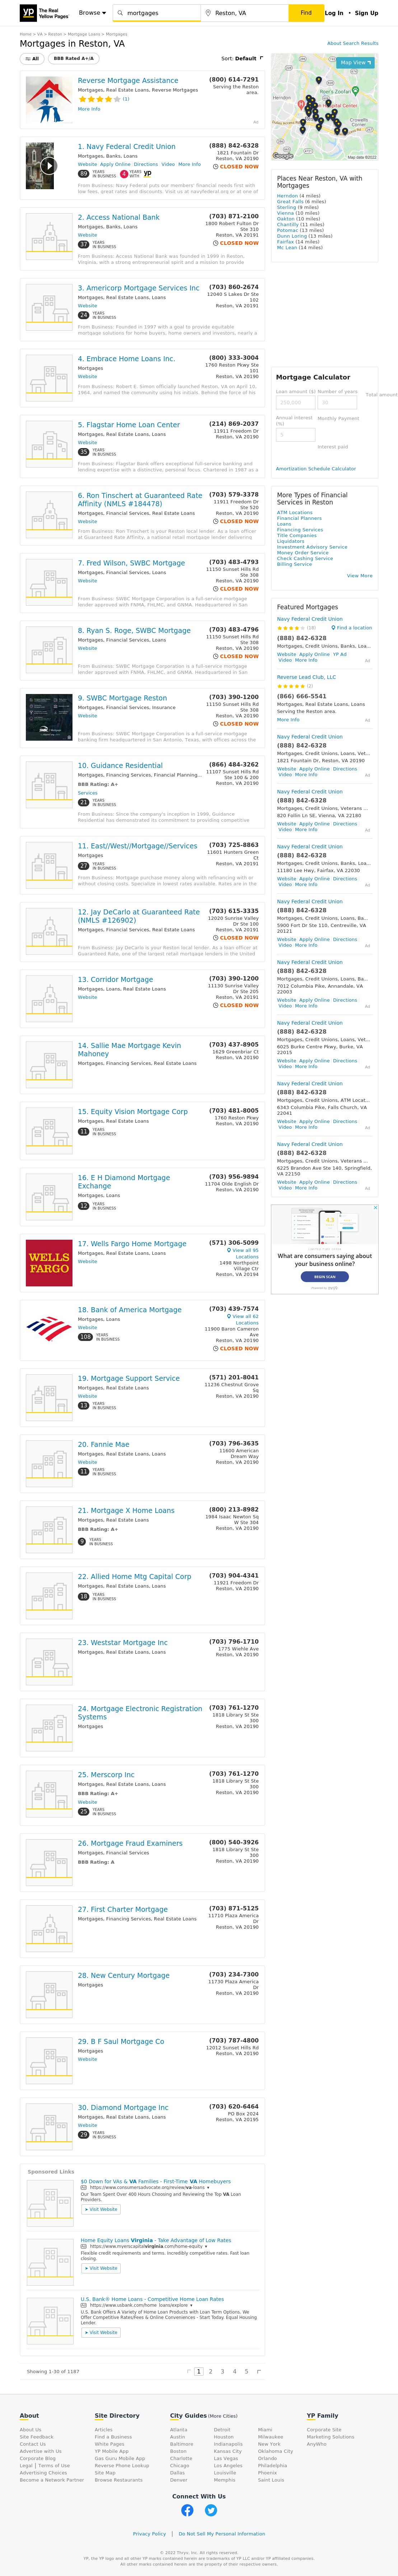 YP The Real
Yellow Pages
Browse
mortgages
Reston, VA
Find
Log In • Sign Up
Home > VA > Reston > Mortgage Loans > Mortgages
Mortgages in Reston, VA
About Search Results
All
BBB Rated A+/A
Sort: Default
Reverse Mortgage Assistance
Mortgages, Real Estate Loans, Reverse Mortgages
(1)
More Info
(800) 614-7291
Serving the Reston
area.
Ad
1. Navy Federal Credit Union
Mortgages, Banks, Loans
Website Apply Online Directions Video More Info
89 YEARS IN BUSINESS
4 YEARS WITH yp
(888) 842-6328
1821 Fountain Dr
Reston, VA 20190
CLOSED NOW
From Business: Navy Federal puts our members' financial needs first with
low fees, great rates and discounts. Visit us at navyfederal.org or at one of
2. Access National Bank
Mortgages, Banks, Loans
Website
37 YEARS IN BUSINESS
(703) 871-2100
1800 Robert Fulton Dr
Ste 310
Reston, VA 20191
CLOSED NOW
From Business: Access National Bank was founded in 1999 in Reston,
Virginia, with a strong entrepreneurial spirit and a mission to provide
3. Americorp Mortgage Services Inc
Mortgages, Real Estate Loans
Website
24 YEARS IN BUSINESS
(703) 860-2674
12040 S Lakes Dr Ste
102
Reston, VA 20191
From Business: Founded in 1997 with a goal to provide equitable
mortgage solutions for home buyers, home owners and investors, nearly a
4. Embrace Home Loans Inc.
Mortgages
Website
(800) 333-3004
1760 Reston Pkwy Ste
101
Reston, VA 20190
From Business: Robert E. Simon officially launched Reston, VA on April 10,
1964, and named the community using his initials. Behind the force of his
5. Flagstar Home Loan Center
Mortgages, Real Estate Loans, Loans
Website
35 YEARS IN BUSINESS
(214) 869-2037
11911 Freedom Dr
Reston, VA 20190
From Business: Flagstar Bank offers exceptional full-service banking and
lending expertise with a distinctive, personal focus. Chartered in 1987 as a
6. Ron Tinschert at Guaranteed Rate
Affinity (NMLS #184478)
Mortgages, Financial Services, Real Estate Loans
Website
(703) 579-3378
11911 Freedom Dr
Ste 520
Reston, VA 20190
CLOSED NOW
From Business: Ron Tinschert is your Reston local lender. As a loan officer
at Guaranteed Rate Affinity, a national retail mortgage lender delivering
7. Fred Wilson, SWBC Mortgage
Mortgages, Financial Services, Loans
Website
(703) 483-4793
11150 Sunset Hills Rd
Ste 308
Reston, VA 20190
CLOSED NOW
From Business: SWBC Mortgage Corporation is a full-service mortgage
lender approved with FNMA, FHLMC, and GNMA. Headquartered in San
8. Ryan S. Roge, SWBC Mortgage
Mortgages, Financial Services, Loans
Website
(703) 483-4796
11150 Sunset Hills Rd
Ste 308
Reston, VA 20190
CLOSED NOW
From Business: SWBC Mortgage Corporation is a full-service mortgage
lender approved with FNMA, FHLMC, and GNMA. Headquartered in San
9. SWBC Mortgage Reston
Mortgages, Financial Services, Insurance
Website
(703) 390-1200
11150 Sunset Hills Rd
Ste 308
Reston, VA 20190
CLOSED NOW
From Business: SWBC Mortgage Corporation is a full-service mortgage
banking firm headquartered in San Antonio, Texas, with offices across the
10. Guidance Residential
Mortgages, Financing Services, Financial Planning...
BBB Rating: A+
Services
21 YEARS IN BUSINESS
(866) 484-3262
11107 Sunset Hills Rd
Ste 100 & 200
Reston, VA 20190
From Business: Since the company's inception in 1999, Guidance
Residential has demonstrated its commitment to providing competitive
11. East//West//Mortgage//Services
Mortgages
27 YEARS IN BUSINESS
(703) 725-8863
11601 Hunters Green
Ct
Reston, VA 20191
From Business: Mortgage purchase money along with refinancing with or
without closing costs. Specialize in lowest rates available. Rates are in the
12. Jay DeCarlo at Guaranteed Rate
(NMLS #126902)
Mortgages, Financial Services, Real Estate Loans
(703) 615-3335
12020 Sunrise Valley
Dr Ste 100
Reston, VA 20191
CLOSED NOW
From Business: Jay DeCarlo is your Reston local lender. As a loan officer at
Guaranteed Rate, one of the largest retail mortgage lenders in the United
13. Corridor Mortgage
Mortgages, Loans, Real Estate Loans
Website
(703) 390-1200
11130 Sunrise Valley
Dr Ste 205
Reston, VA 20191
CLOSED NOW
14. Sallie Mae Mortgage Kevin
Mahoney
Mortgages, Financing Services, Real Estate Loans
(703) 437-8905
1629 Greenbriar Ct
Reston, VA 20190
15. Equity Vision Mortgage Corp
Mortgages, Real Estate Loans
11 YEARS IN BUSINESS
(703) 481-8005
1760 Reston Pkwy
Reston, VA 20190
16. E H Diamond Mortgage
Exchange
Mortgages, Loans
12 YEARS IN BUSINESS
(703) 956-9894
11704 Olde English Dr
Reston, VA 20190
17. Wells Fargo Home Mortgage
Mortgages, Real Estate Loans, Loans
Website
WELLS
FARGO
(571) 306-5099
View all 95
Locations
1498 Northpoint
Village Ctr
Reston, VA 20194
18. Bank of America Mortgage
Mortgages, Loans
Website
108 YEARS IN BUSINESS
(703) 439-7574
View all 62
Locations
11900 Baron Cameron
Ave
Reston, VA 20190
CLOSED NOW
19. Mortgage Support Service
Mortgages, Real Estate Loans
Website
13 YEARS IN BUSINESS
(571) 201-8041
11236 Chestnut Grove
Sq
Reston, VA 20190
20. Fannie Mae
Mortgages, Real Estate Loans, Loans
Website
11 YEARS IN BUSINESS
(703) 796-3635
11600 American
Dream Way
Reston, VA 20190
21. Mortgage X Home Loans
Mortgages, Real Estate Loans
BBB Rating: A+
9 YEARS IN BUSINESS
(800) 213-8982
1984 Isaac Newton Sq
W Ste 304
Reston, VA 20190
22. Allied Home Mtg Capital Corp
Mortgages, Real Estate Loans, Loans
18 YEARS IN BUSINESS
(703) 904-4341
11921 Freedom Dr
Reston, VA 20190
23. Weststar Mortgage Inc
Mortgages, Real Estate Loans, Loans
(703) 796-1710
1775 Wiehle Ave
Reston, VA 20190
24. Mortgage Electronic Registration
Systems
Mortgages
(703) 761-1270
1818 Library St Ste
300
Reston, VA 20190
25. Merscorp Inc
Mortgages, Real Estate Loans, Loans
BBB Rating: A+
Website
25 YEARS IN BUSINESS
(703) 761-1270
1818 Library St Ste
300
Reston, VA 20190
26. Mortgage Fraud Examiners
Mortgages, Financial Services
BBB Rating: A
(800) 540-3926
1818 Library St Ste
300
Reston, VA 20190
27. First Charter Mortgage
Mortgages, Financing Services, Real Estate Loans
(703) 871-5125
11710 Plaza America
Dr
Reston, VA 20190
28. New Century Mortgage
Mortgages
(703) 234-7300
11730 Plaza America
Dr
Reston, VA 20190
29. B F Saul Mortgage Co
Mortgages
Website
(703) 787-4800
12012 Sunset Hills Rd
Reston, VA 20190
30. Diamond Mortgage Inc
Mortgages, Real Estate Loans, Loans
Website
29 YEARS IN BUSINESS
(703) 620-6464
PO Box 2024
Reston, VA 20195
Sponsored Links
$0 Down for VAs & VA Families - First-Time VA Homebuyers
https://www.consumersadvocate.org/review/va-loans
Our Team Spent Over 400 Hours Choosing and Reviewing the Top VA Loan
Providers.
Visit Website
Home Equity Loans Virginia - Take Advantage of Low Rates
https://www.myerscapitalvirginia.com/home-equity
Flexible credit requirements and terms. Incredibly competitive rates. Fast loan
closing.
Visit Website
U.S. Bank® Home Loans - Competitive Home Loan Rates
https://www.usbank.com/home_loans/explore
U.S. Bank Offers A Variety of Home Loan Products with Loan Term Options. We
Offer Competitive Rates/Fees & Online Conveniences - Start Today. Equal Housing
Lender.
Visit Website
Showing 1-30 of 1187
1 2 3 4 5
Map View
Google
Map data ©2022
Places Near Reston, VA with
Mortgages
Herndon (4 miles)
Great Falls (6 miles)
Sterling (9 miles)
Vienna (10 miles)
Oakton (10 miles)
Chantilly (11 miles)
Potomac (13 miles)
Dunn Loring (13 miles)
Fairfax (14 miles)
Mc Lean (14 miles)
Mortgage Calculator
Loan amount ($) Number of years
250,000 30
Total amount
Annual interest
(%)
Monthly Payment
5
Interest paid
Amortization Schedule Calculator
More Types of Financial
Services in Reston
ATM Locations
Financial Planners
Loans
Financing Services
Title Companies
Liquidators
Investment Advisory Service
Money Order Service
Check Cashing Service
Billing Service
View More
Featured Mortgages
Navy Federal Credit Union
(19)
Find a location
(888) 842-6328
Mortgages, Credit Unions, Banks, Loa...
Website Apply Online YP Ad
Video More Info
Ad
Reverse Lead Club, LLC
(2)
(866) 666-5541
Mortgages, Real Estate Loans, Loans
Serving the Reston area.
More Info
Ad
Navy Federal Credit Union
(888) 842-6328
Mortgages, Credit Unions, Loans, Vet...
1821 Fountain Dr, Reston, VA 20190
Website Apply Online Directions
Video More Info
Ad
Navy Federal Credit Union
(888) 842-6328
Mortgages, Credit Unions, Veterans ...
820 Follin Ln SE, Vienna, VA 22180
Website Apply Online Directions
Video More Info
Ad
Navy Federal Credit Union
(888) 842-6328
Mortgages, Credit Unions, Banks, Loa...
11180 Lee Hwy, Fairfax, VA 22030
Website Apply Online Directions
Video More Info
Ad
Navy Federal Credit Union
(888) 842-6328
Mortgages, Credit Unions, Loans, Ba...
5900 Fort Dr Ste 110, Centreville, VA
20121
Website Apply Online Directions
Video More Info
Ad
Navy Federal Credit Union
(888) 842-6328
Mortgages, Credit Unions, Loans, Ba...
7012 Columbia Pike, Annandale, VA
22003
Website Apply Online Directions
Video More Info
Ad
Navy Federal Credit Union
(888) 842-6328
Mortgages, Credit Unions, Loans, Vet...
6025 Burke Centre Pkwy, Burke, VA
22015
Website Apply Online Directions
Video More Info
Ad
Navy Federal Credit Union
(888) 842-6328
Mortgages, Credit Unions, ATM Locat...
6343 Columbia Pike, Falls Church, VA
22041
Website Apply Online Directions
Video More Info
Ad
Navy Federal Credit Union
(888) 842-6328
Mortgages, Credit Unions, Veterans ...
6225 Brandon Ave Ste 140, Springfield,
VA 22150
Website Apply Online Directions
Video More Info
Ad
What are consumers saying about
your business online?
BEGIN SCAN
About
About Us
Site Feedback
Contact Us
Advertise with Us
Corporate Blog
Legal | Terms of Use
Advertising Choices
Become a Network Partner
Site Directory
Articles
Find a Business
White Pages
YP Mobile App
Gas Guru Mobile App
Reverse Phone Lookup
Site Map
Browse Restaurants
City Guides (More Cities)
Atlanta
Austin
Baltimore
Boston
Charlotte
Chicago
Dallas
Denver
Detroit
Houston
Indianapolis
Kansas City
Las Vegas
Los Angeles
Louisville
Memphis
Miami
Milwaukee
New York
Oklahoma City
Orlando
Philadelphia
Phoenix
Saint Louis
YP Family
Corporate Site
Marketing Solutions
AnyWho
Connect With Us
Privacy Policy | Do Not Sell My Personal Information
© 2022 Thryv, Inc. All rights reserved.
YP, the YP logo and all other YP marks contained herein are trademarks of YP LLC and/or YP affiliated companies.
All other marks contained herein are the property of their respective owners.